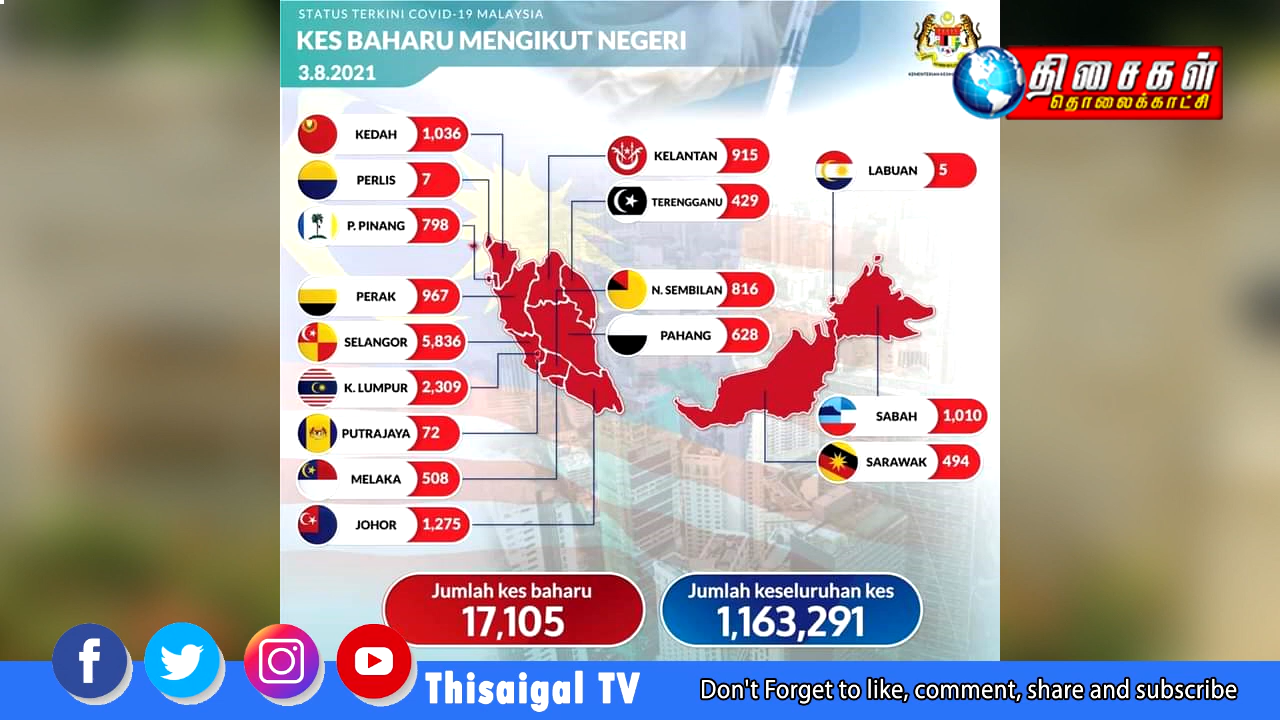 STATUS TERKINI COVID-19 MALAYSIA
KES BAHARU MENGIKUT NEGERI
3.8.2021
திசைகள்
தொலைக்காட்சி
KEDAH 1,036
PERLIS 7
P. PINANG 798
PERAK 967
SELANGOR 5,836
K. LUMPUR 2,309
PUTRAJAYA 72
MELAKA 508
JOHOR 1,275
KELANTAN 915
TERENGGANU 429
N. SEMBILAN 816
PAHANG 628
LABUAN 5
SABAH 1,010
SARAWAK 494
Jumlah kes baharu
17,105
Jumlah keseluruhan kes
1,163,291
Thisaigal TV
Don't Forget to like, comment, share and subscribe